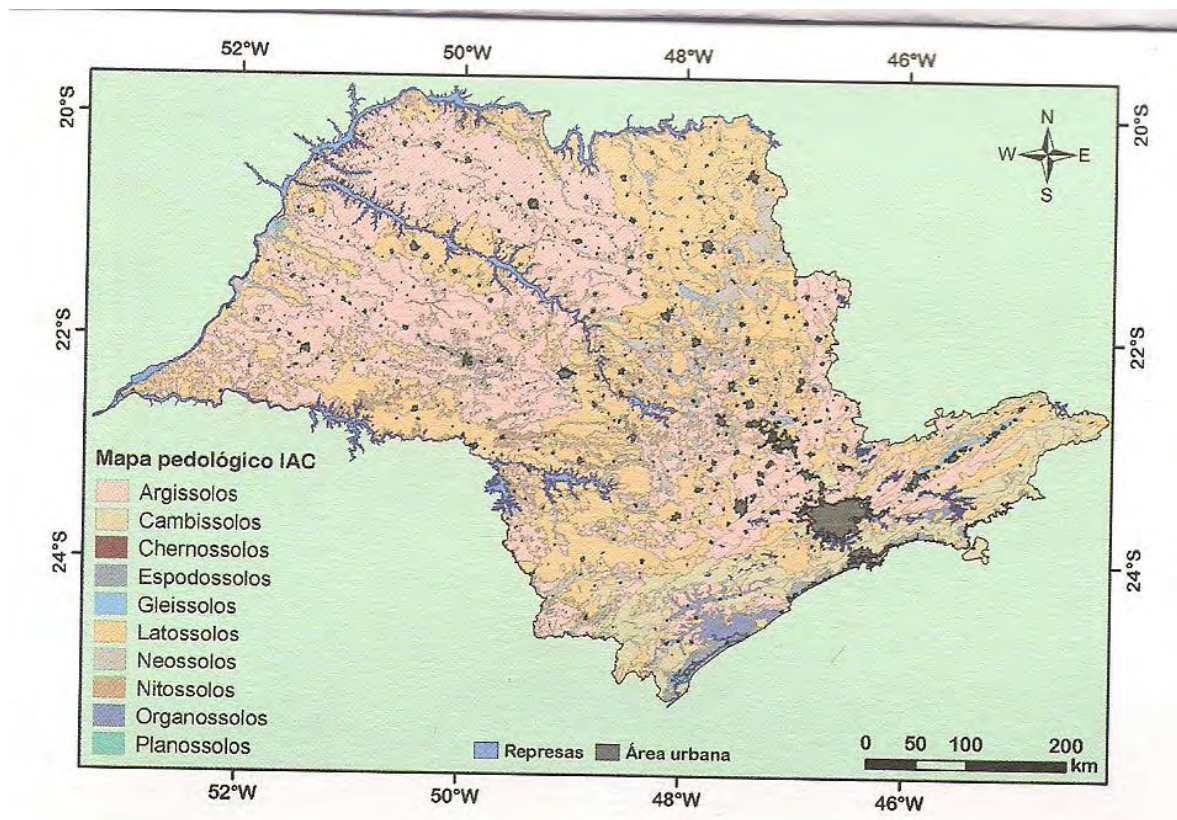 52°W 50°W 48°W 46°W
20°S
20°S
N
W E
S
22°S
22°S
Mapa pedológico IAC
Argissolos
Cambissolos
Chernossolos
Espodossolos
Gleissolos
Latossolos
Neossolos
Nitossolos
Organossolos
Planossolos
24°S
24°S
Represas Área urbana
0 50 100 200
km
52°W 50°W 48°W 46°W